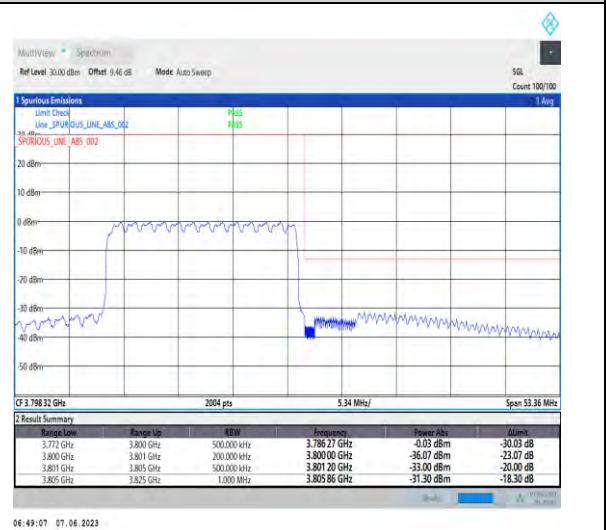 MultiView Spectrum
Ref Level 30.00 dBm Offset 9.46 dB Mode Auto Sweep SGL
Count 100/100
1 Spurious Emissions 1 Avg
Limit Check PASS
Line _SPURIOUS_LINE_ABS_002 PASS
30 dBm
_SPURIOUS_LINE_ABS_002
20 dBm
10 dBm
0 dBm
-10 dBm
-20 dBm
-30 dBm
-40 dBm
-50 dBm
CF 3.798 32 GHz 2004 pts 5.34 MHz/ Span 53.36 MHz
2 Result Summary
Range Low Range Up RBW Frequency Power Abs ΔLimit
3.772 GHz 3.800 GHz 500.000 kHz 3.786 27 GHz -0.03 dBm -30.03 dB
3.800 GHz 3.801 GHz 200.000 kHz 3.800 00 GHz -36.07 dBm -23.07 dB
3.801 GHz 3.805 GHz 500.000 kHz 3.801 20 GHz -33.00 dBm -20.00 dB
3.805 GHz 3.825 GHz 1.000 MHz 3.805 86 GHz -31.30 dBm -18.30 dB
06:49:07 07.06.2023